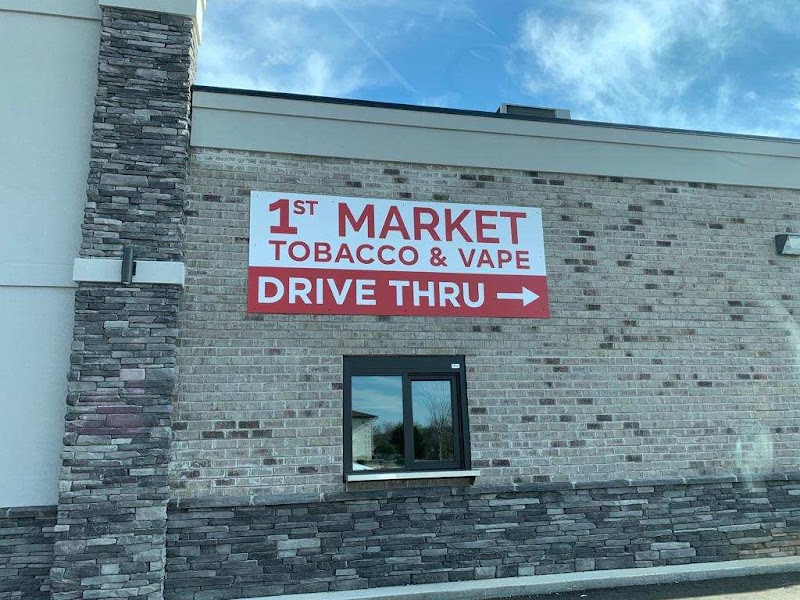 1ST MARKET
TOBACCO & VAPE
DRIVE THRU →